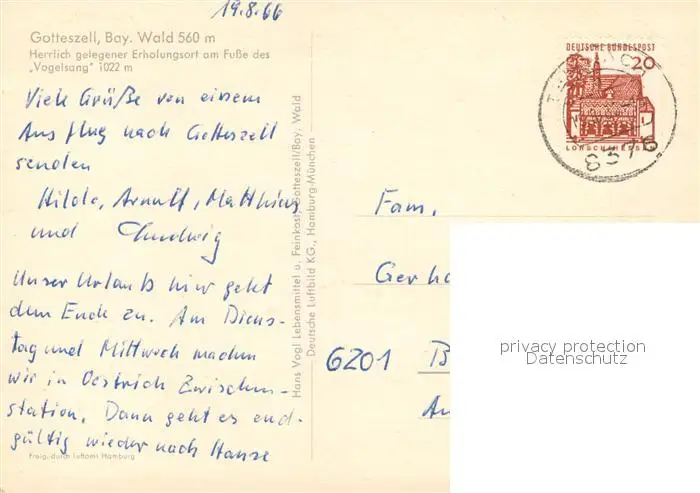 19.8.66
Gotteszell, Bay. Wald 560 m
Herrlich gelegener Erholungsort am Fuße des
„Vogelsang" 1022 m
Viele Grüße von einem
Ausflug nach Gotteszell
senden
Hilde, Arnulf, Matthias
und Ludwig
Unser Urlaub hier geht
dem Ende zu. Am Diens-
tag und Mittwoch machen
wir in Oestrich Zwischen-
station. Dann geht es end-
gültig wieder nach Hause
Freig. durch Luftamt Hamburg
Hans Vogl Lebensmittel u. Feinkost, Gotteszell/Bay. Wald
Deutsche Luftbild KG., Hamburg-München
DEUTSCHE BUNDESPOST
20
LORSCH/HESSEN
8376
Fam.
Gerha
6201 B
An
privacy protection
Datenschutz